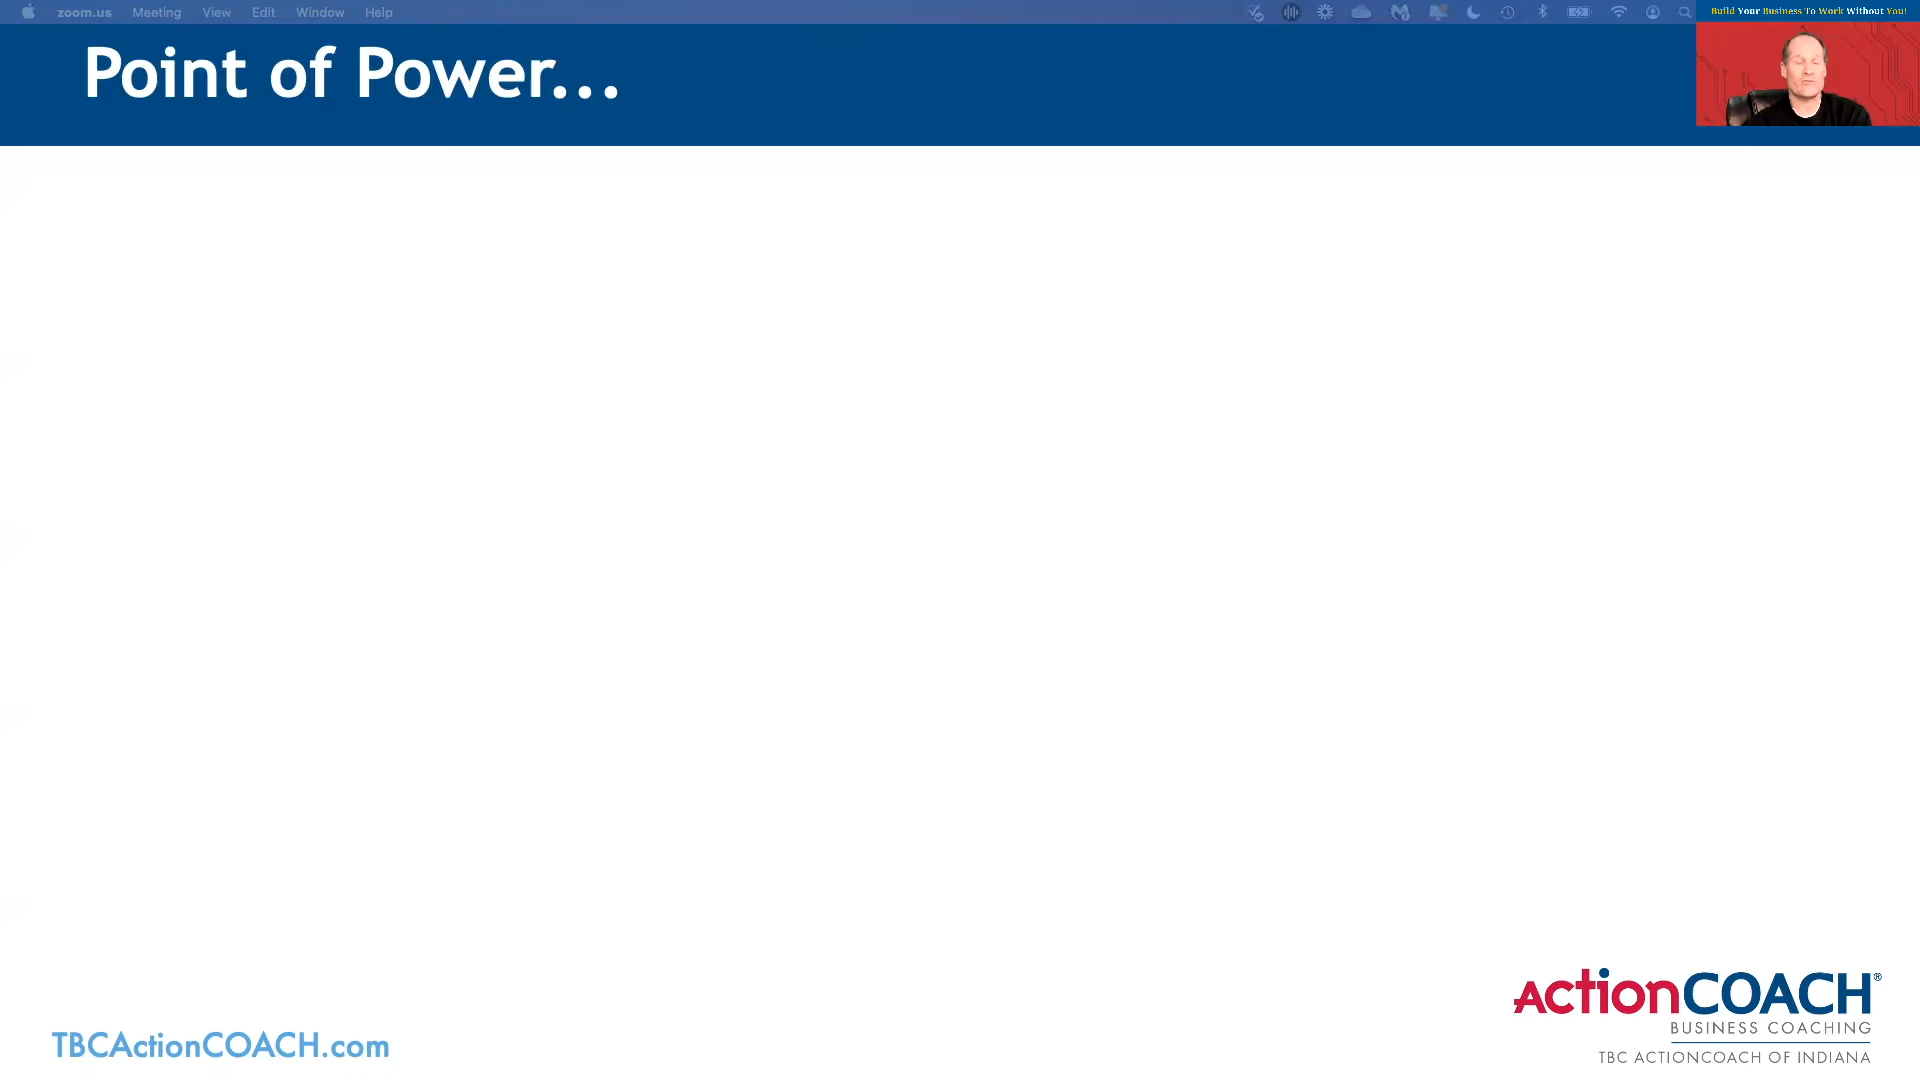 zoom.us Meeting View Edit Window Help
Build Your Business To Work Without You!
Point of Power...
actionCOACH®
BUSINESS COACHING
TBC ACTIONCOACH OF INDIANA
TBCActionCOACH.com